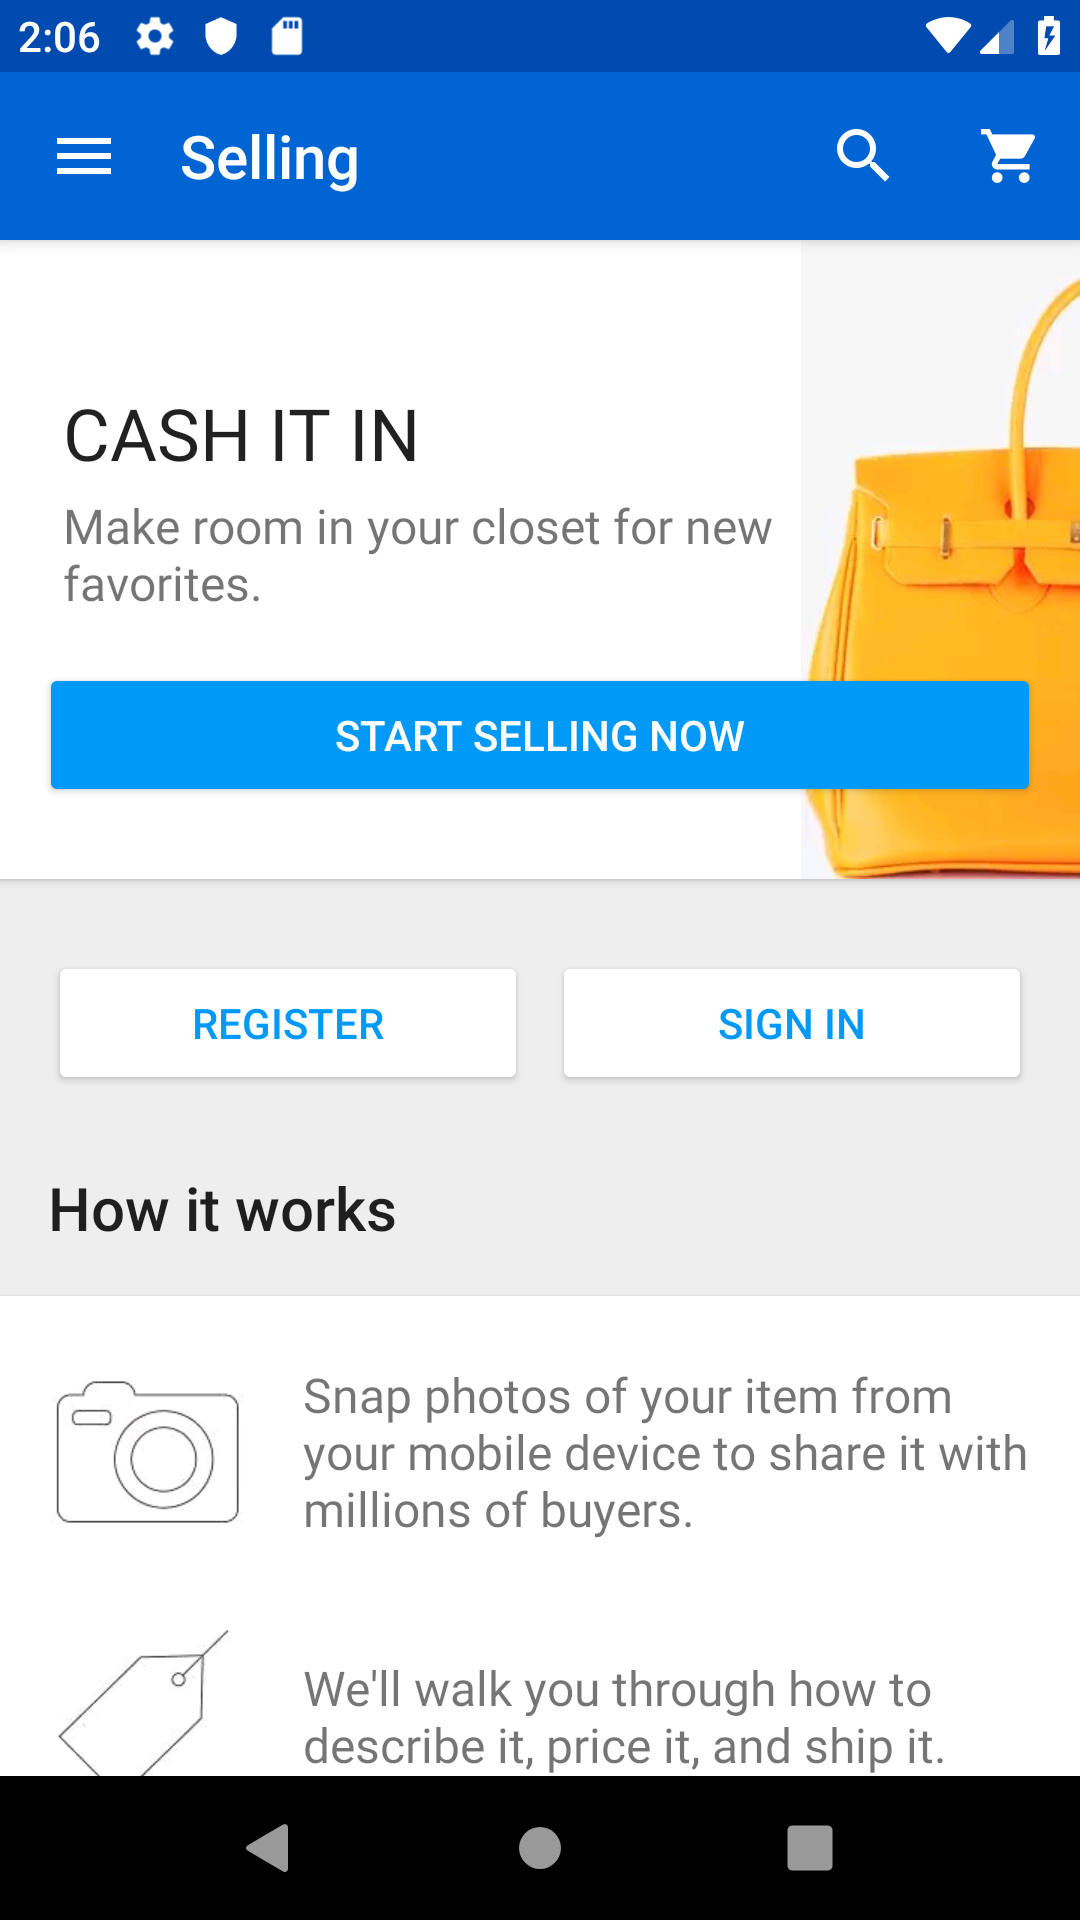 2:06
Selling
CASH IT IN
Make room in your closet for new
favorites.
START SELLING NOW
REGISTER
SIGN IN
How it works
Snap photos of your item from
your mobile device to share it with
millions of buyers.
We'll walk you through how to
describe it, price it, and ship it.